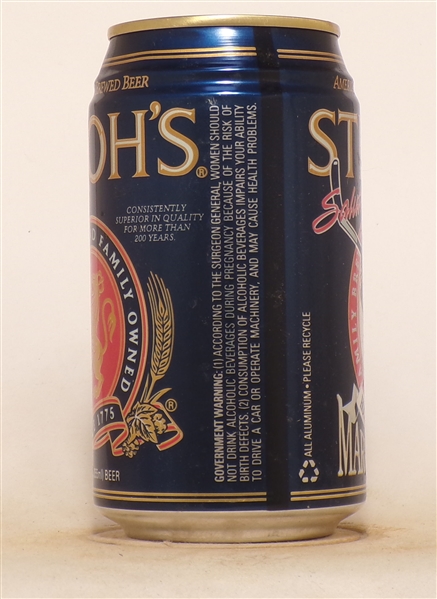 BREWED BEER
OH'S®
CONSISTENTLY
SUPERIOR IN QUALITY
FOR MORE THAN
200 YEARS.
FAMILY OWNED
1775
®
ml BEER
GOVERNMENT WARNING: (1) ACCORDING TO THE SURGEON GENERAL, WOMEN SHOULD
NOT DRINK ALCOHOLIC BEVERAGES DURING PREGNANCY BECAUSE OF THE RISK OF
BIRTH DEFECTS. (2) CONSUMPTION OF ALCOHOLIC BEVERAGES IMPAIRS YOUR ABILITY
TO DRIVE A CAR OR OPERATE MACHINERY, AND MAY CAUSE HEALTH PROBLEMS.
ALL ALUMINUM • PLEASE RECYCLE
AMER
ST
MA